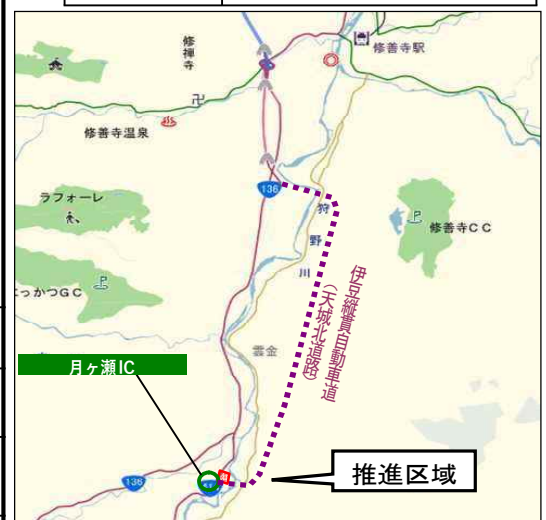 修善寺駅
修禅寺
卍
修善寺温泉
136
ラフォーレ
狩野川
修善寺CC
にっかつGC
伊豆縦貫自動車道
(天城北道路)
雲金
月ヶ瀬IC
136
推進区域